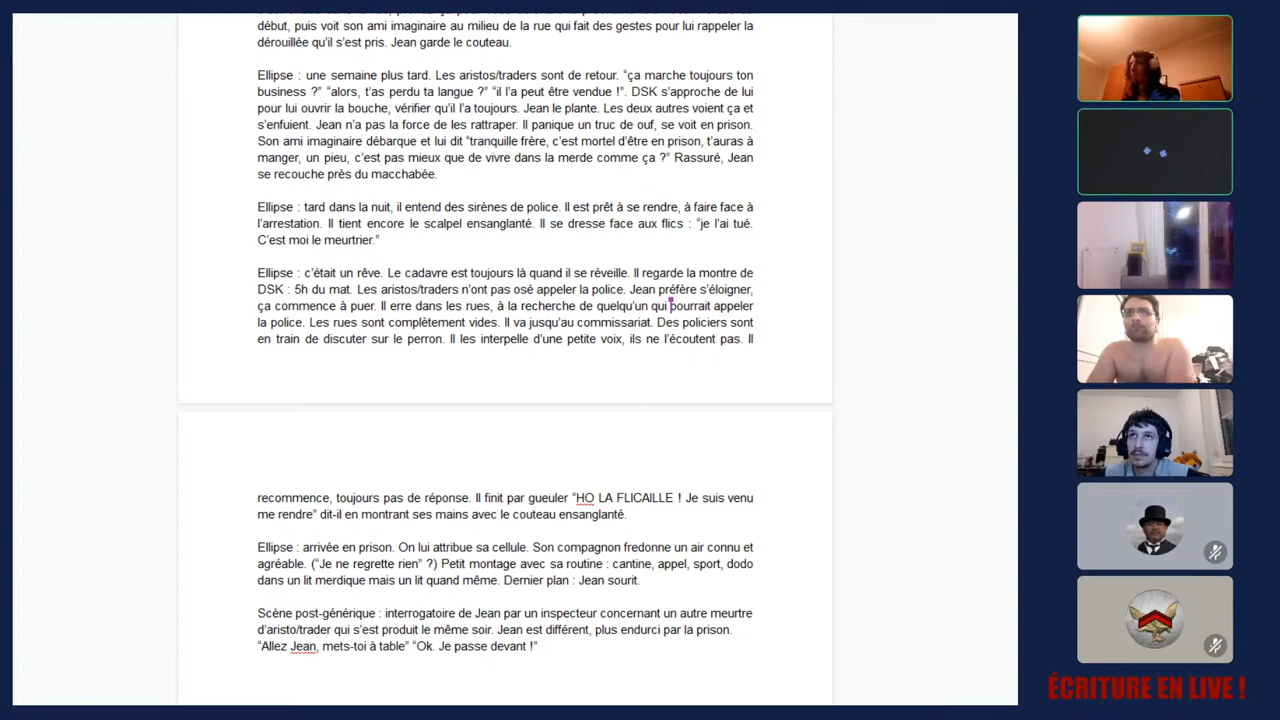 début, puis voit son ami imaginaire au milieu de la rue qui fait des gestes pour lui rappeler la
dérouillée qu’il s’est pris. Jean garde le couteau.
Ellipse : une semaine plus tard. Les aristos/traders sont de retour. “ça marche toujours ton
business ?” “alors, t’as perdu ta langue ?” “il l’a peut être vendue !”. DSK s’approche de lui
pour lui ouvrir la bouche, vérifier qu’il l’a toujours. Jean le plante. Les deux autres voient ça et
s’enfuient. Jean n’a pas la force de les rattraper. Il panique un truc de ouf, se voit en prison.
Son ami imaginaire débarque et lui dit “tranquille frère, c’est mortel d’être en prison, t’auras à
manger, un pieu, c’est pas mieux que de vivre dans la merde comme ça ?” Rassuré, Jean
se recouche près du macchabée.
Ellipse : tard dans la nuit, il entend des sirènes de police. Il est prêt à se rendre, à faire face à
l’arrestation. Il tient encore le scalpel ensanglanté. Il se dresse face aux flics : “je l’ai tué.
C’est moi le meurtrier.”
Ellipse : c’était un rêve. Le cadavre est toujours là quand il se réveille. Il regarde la montre de
DSK : 5h du mat. Les aristos/traders n’ont pas osé appeler la police. Jean préfère s’éloigner,
ça commence à puer. Il erre dans les rues, à la recherche de quelqu’un qui pourrait appeler
la police. Les rues sont complètement vides. Il va jusqu’au commissariat. Des policiers sont
en train de discuter sur le perron. Il les interpelle d’une petite voix, ils ne l’écoutent pas. Il
recommence, toujours pas de réponse. Il finit par gueuler “HO LA FLICAILLE ! Je suis venu
me rendre” dit-il en montrant ses mains avec le couteau ensanglanté.
Ellipse : arrivée en prison. On lui attribue sa cellule. Son compagnon fredonne un air connu et
agréable. (“Je ne regrette rien” ?) Petit montage avec sa routine : cantine, appel, sport, dodo
dans un lit merdique mais un lit quand même. Dernier plan : Jean sourit.
Scène post-générique : interrogatoire de Jean par un inspecteur concernant un autre meurtre
d’aristo/trader qui s’est produit le même soir. Jean est différent, plus endurci par la prison.
“Allez Jean, mets-toi à table” “Ok. Je passe devant !”
ÉCRITURE EN LIVE !